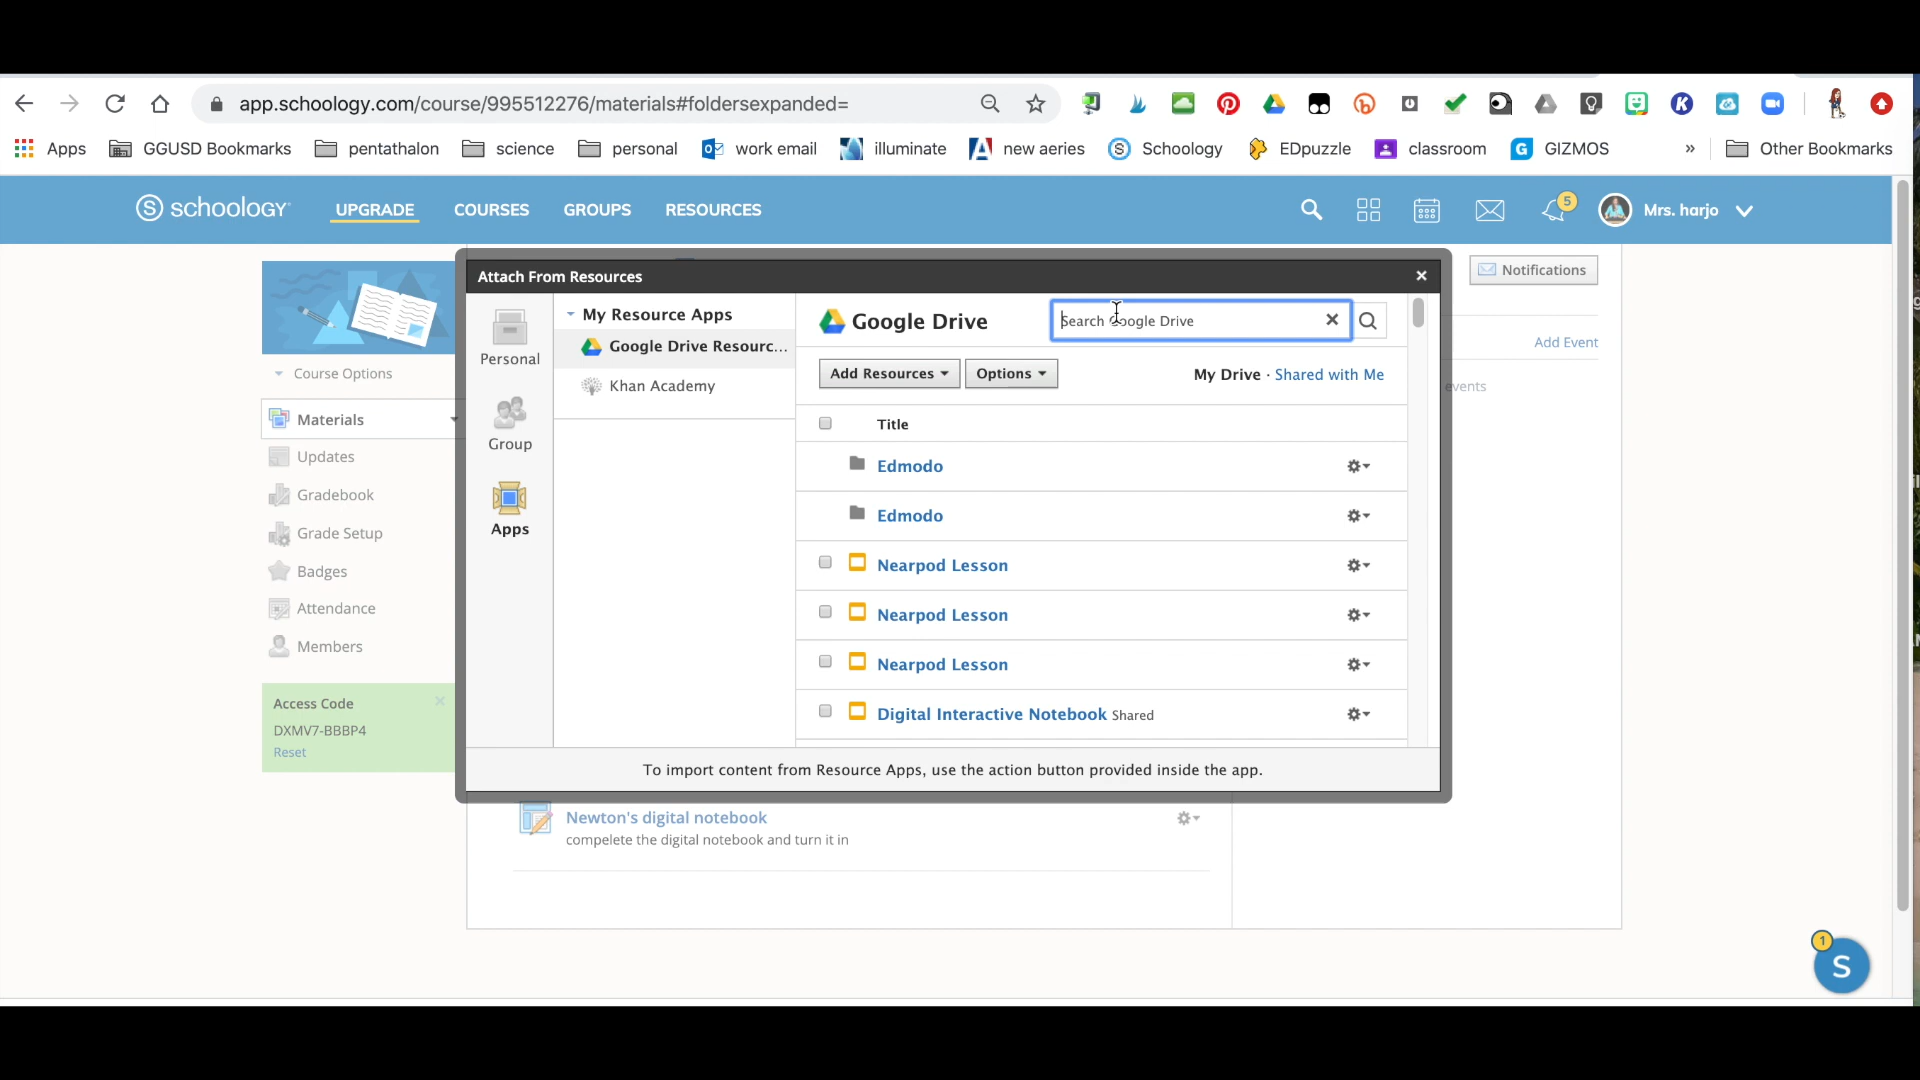 app.schoology.com/course/995512276/materials#foldersexpanded=
Apps GGUSD Bookmarks pentathalon science personal work email illuminate new aeries Schoology EDpuzzle classroom GIZMOS » Other Bookmarks
schoology UPGRADE COURSES GROUPS RESOURCES 5 Mrs. harjo
Notifications
Attach From Resources
Personal
Group
Apps
My Resource Apps
Google Drive Resourc...
Khan Academy
Google Drive
Search Google Drive
Add Resources Options My Drive · Shared with Me
Title
Edmodo
Edmodo
Nearpod Lesson
Nearpod Lesson
Nearpod Lesson
Digital Interactive Notebook Shared
To import content from Resource Apps, use the action button provided inside the app.
Course Options
Materials
Updates
Gradebook
Grade Setup
Badges
Attendance
Members
Access Code
DXMV7-BBBP4
Reset
Add Event
events
Newton's digital notebook
compelete the digital notebook and turn it in
1
S